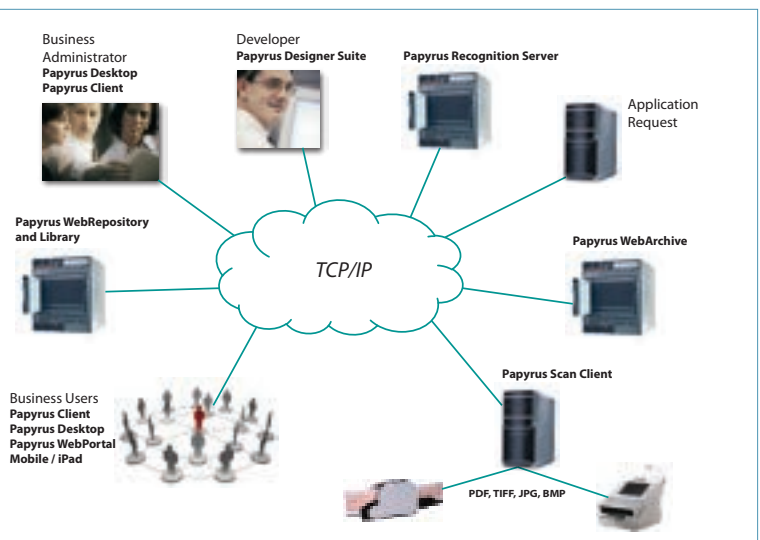 Business
Administrator
Papyrus Desktop
Papyrus Client
Developer
Papyrus Designer Suite
Papyrus Recognition Server
Application
Request
Papyrus WebRepository
and Library
TCP/IP
Papyrus WebArchive
Business Users
Papyrus Client
Papyrus Desktop
Papyrus WebPortal
Mobile / iPad
Papyrus Scan Client
PDF, TIFF, JPG, BMP